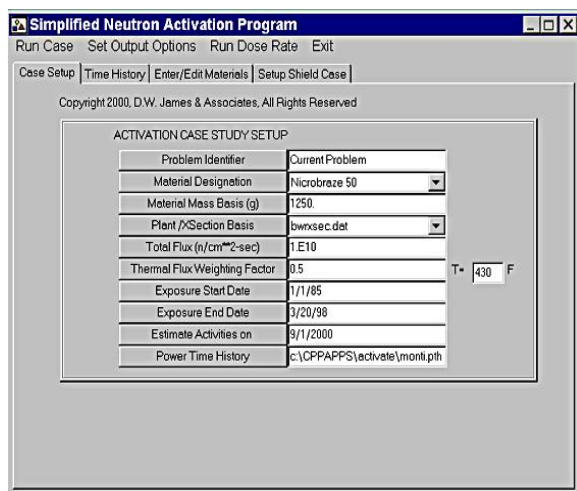 Simplified Neutron Activation Program
Run Case Set Output Options Run Dose Rate Exit
Case Setup Time History Enter/Edit Materials Setup Shield Case
Copyright 2000, D.W. James & Associates, All Rights Reserved
ACTIVATION CASE STUDY SETUP
Problem Identifier Current Problem
Material Designation Nicrobraze 50
Material Mass Basis (g) 1250.
Plant /XSection Basis bwrxsec.dat
Total Flux (n/cm**2-sec) 1.E10
Thermal Flux Weighting Factor 0.5 T= 430 F
Exposure Start Date 1/1/85
Exposure End Date 3/20/98
Estimate Activities on 9/1/2000
Power Time History c:\CPPAPPS\activate\monti.pth